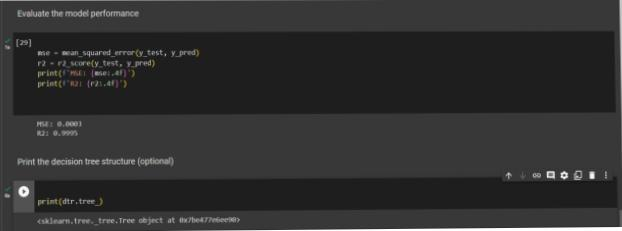 Evaluate the model performance
[29]
mse = mean_squared_error(y_test, y_pred)
r2 = r2_score(y_test, y_pred)
print(f'MSE: {mse:.4f}')
print(f'R2: {r2:.4f}')
MSE: 0.0003
R2: 0.9995
Print the decision tree structure (optional)
print(dtr.tree_)
<sklearn.tree._tree.Tree object at 0x7be477e6ee90>